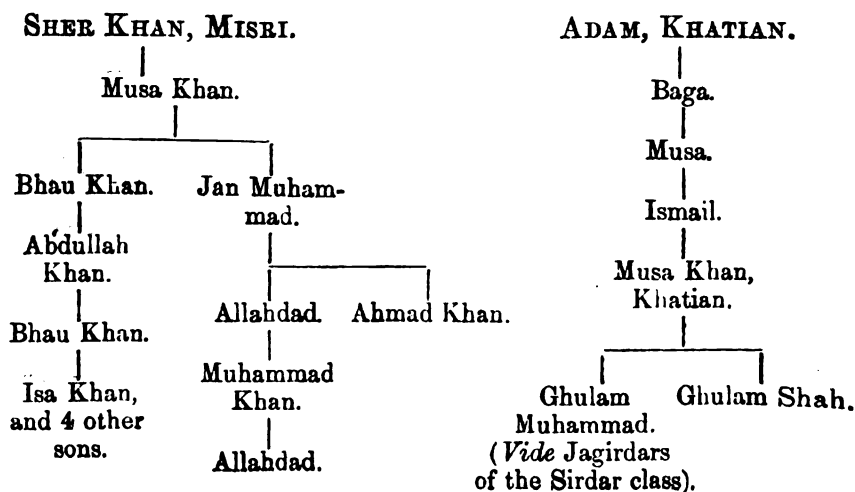 SHER KHAN, MISRI.
Musa Khan.
Bhau Khan.
Jan Muham-
mad.
Abdullah
Khan.
Allahdad.
Ahmad Khan.
Bhau Khan.
Muhammad
Khan.
Isa Khan,
and 4 other
sons.
Allahdad.
ADAM, KHATIAN.
Baga.
Musa.
Ismail.
Musa Khan,
Khatian.
Ghulam
Muhammad.
(Vide Jagirdars
of the Sirdar class).
Ghulam Shah.